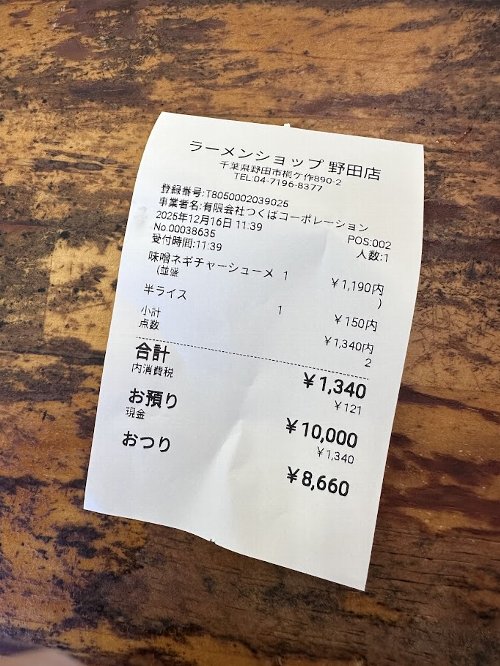 ラーメンショップ 野田店
千葉県野田市桐ケ作890-2
TEL:04-7196-8377
登録番号:T8050002039025
事業者名:有限会社つくばコーポレーション
2025年12月16日 11:39 POS:002
No.00038635 人数:1
受付時間:11:39
味噌ネギチャーシューメ 1 ¥1,190内
(並盛 )
半ライス 1 ¥150内
小計 ¥1,340内
点数 2
合計 ¥1,340
内消費税 ¥121
お預り ¥10,000
現金 ¥1,340
おつり ¥8,660